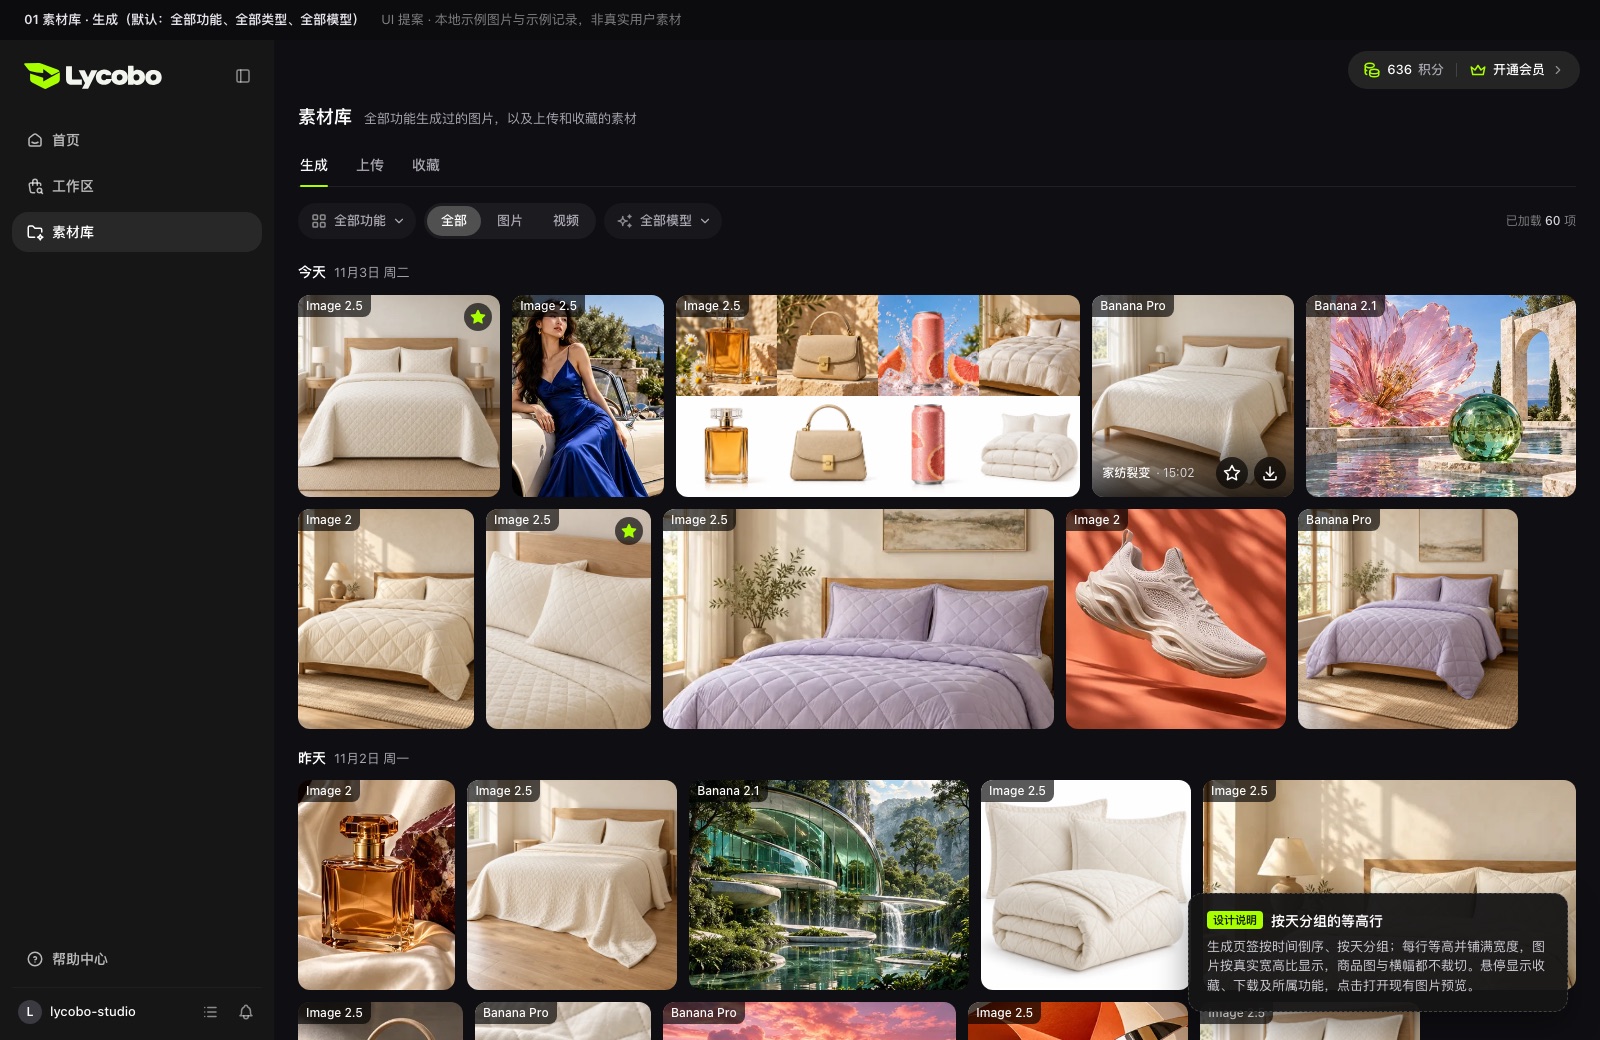 01 素材库 · 生成（默认：全部功能、全部类型、全部模型） UI 提案 · 本地示例图片与示例记录，非真实用户素材
Lycobo
636 积分 开通会员
首页
工作区
素材库
素材库 全部功能生成过的图片，以及上传和收藏的素材
生成 上传 收藏
全部功能 全部 图片 视频 全部模型 已加载 60 项
今天 11月3日 周二
Image 2.5 Image 2.5 Image 2.5 Banana Pro Banana 2.1
家纺裂变 · 15:02
Image 2 Image 2.5 Image 2.5 Image 2 Banana Pro
昨天 11月2日 周一
Image 2 Image 2.5 Banana 2.1 Image 2.5 Image 2.5
设计说明 按天分组的等高行
生成页签按时间倒序、按天分组；每行等高并铺满宽度，图
片按真实宽高比显示，商品图与横幅都不裁切。悬停显示收
藏、下载及所属功能，点击打开现有图片预览。
Image 2.5 Banana Pro Banana Pro Image 2.5 Image 2.5
帮助中心
L lycobo-studio